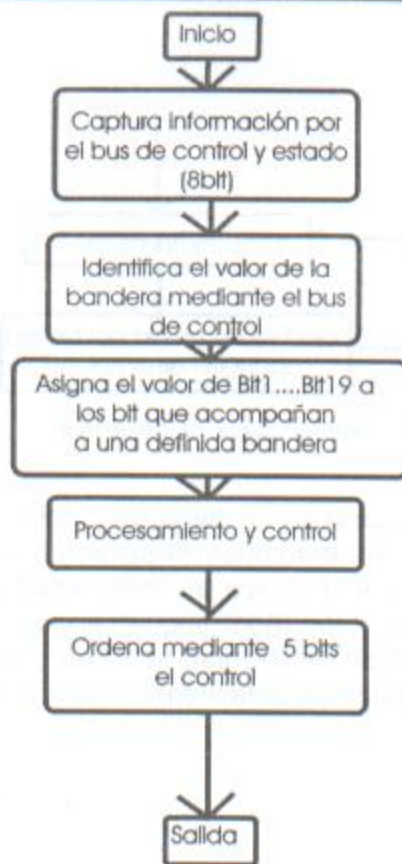 Inicio
Captura información por
el bus de control y estado
(8bit)
Identifica el valor de la
bandera mediante el bus
de control
Asigna el valor de Bit1....Bit19 a
los bit que acompañan
a una definida bandera
Procesamiento y control
Ordena mediante 5 bits
el control
Salida